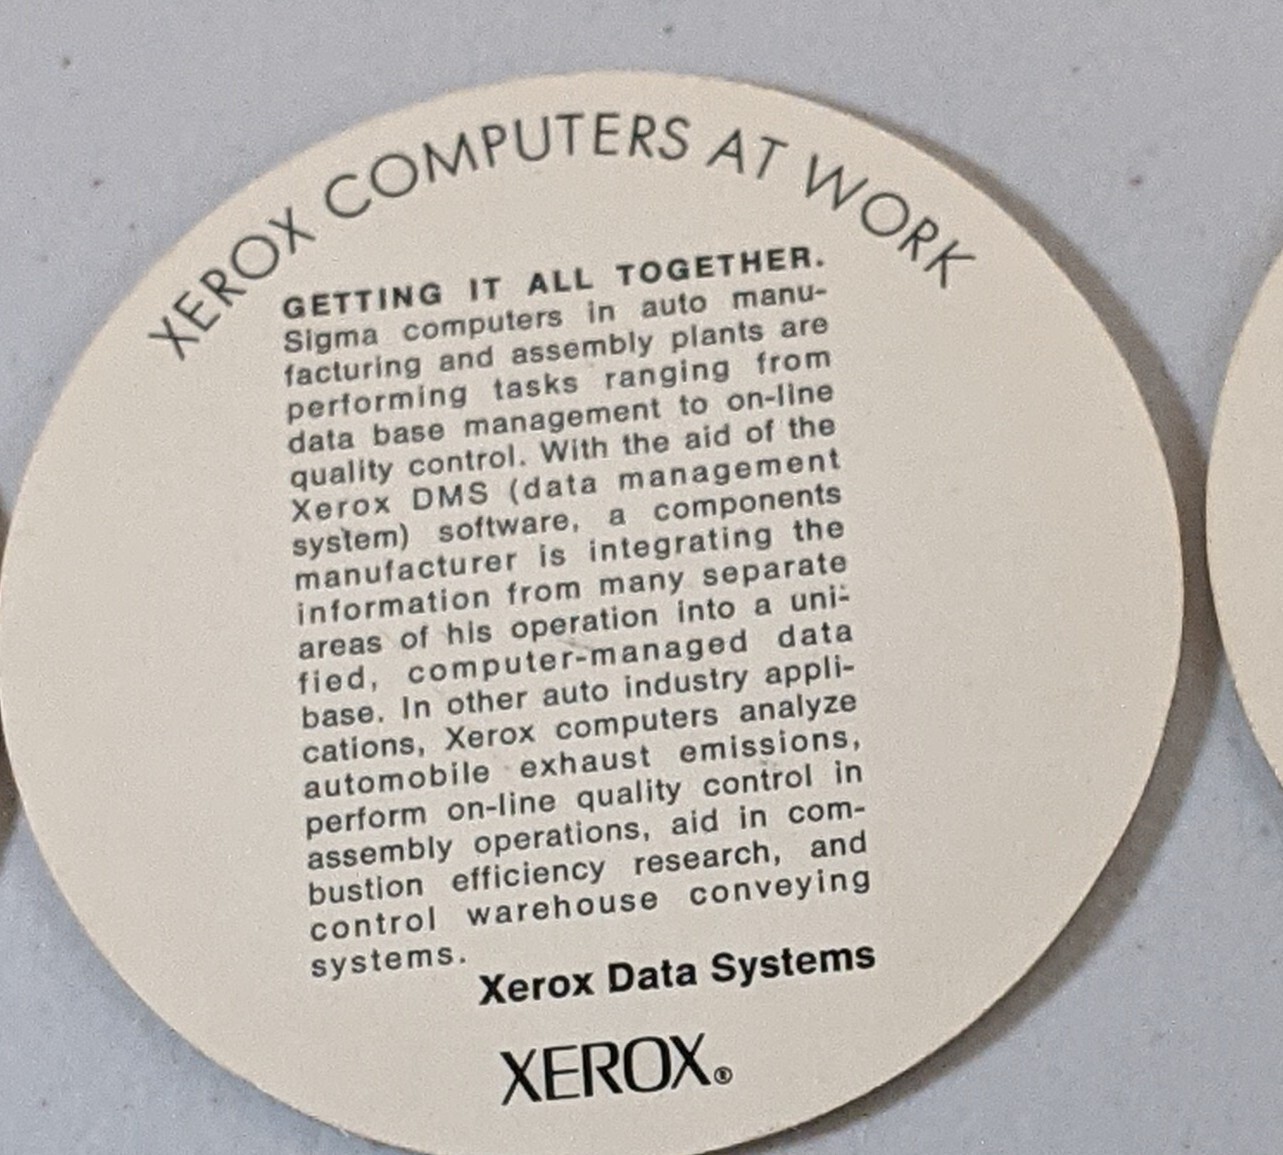 XEROX COMPUTERS AT WORK
GETTING IT ALL TOGETHER.
Sigma computers in auto manu-
facturing and assembly plants are
performing tasks ranging from
data base management to on-line
quality control. With the aid of the
Xerox DMS (data management
system) software, a components
manufacturer is integrating the
information from many separate
areas of his operation into a uni-
fied, computer-managed data
base. In other auto industry appli-
cations, Xerox computers analyze
automobile exhaust emissions,
perform on-line quality control in
assembly operations, aid in com-
bustion efficiency research, and
control warehouse conveying
systems.
Xerox Data Systems
XEROX®